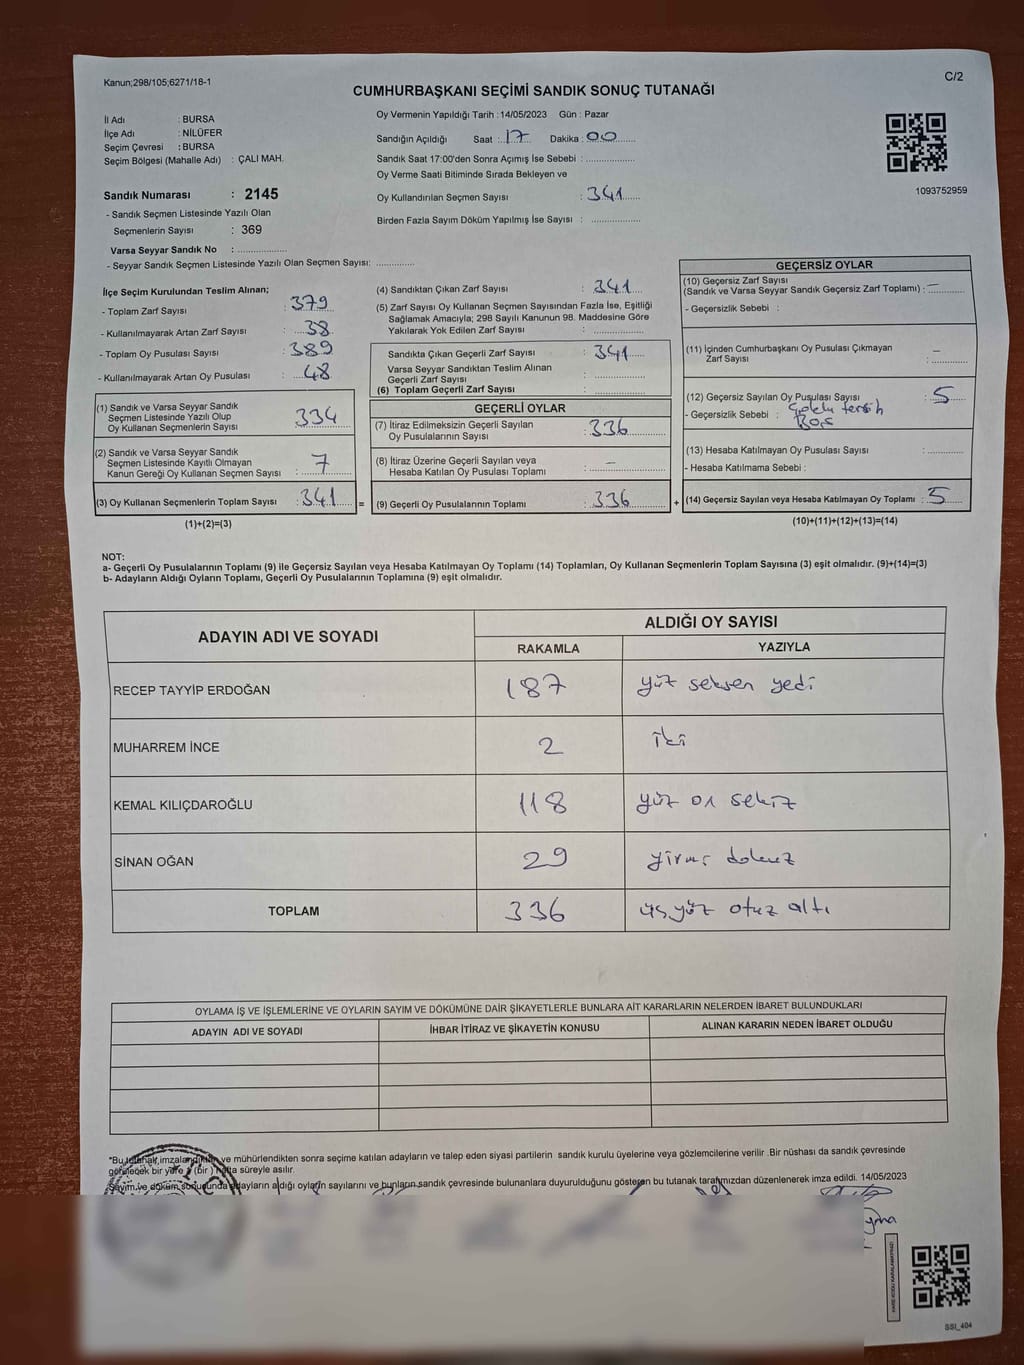 Kanun;298/105;6271/18-1
C/2
CUMHURBAŞKANI SEÇİMİ SANDIK SONUÇ TUTANAĞI
İl Adı : BURSA
İlçe Adı : NİLÜFER
Seçim Çevresi : BURSA
Seçim Bölgesi (Mahalle Adı) : ÇALI MAH.
Sandık Numarası : 2145
- Sandık Seçmen Listesinde Yazılı Olan
Seçmenlerin Sayısı : 369
Varsa Seyyar Sandık No : ....................
- Seyyar Sandık Seçmen Listesinde Yazılı Olan Seçmen Sayısı: ..............
Oy Vermenin Yapıldığı Tarih : 14/05/2023 Gün : Pazar
Sandığın Açıldığı Saat : 17 Dakika : 00
Sandık Saat 17:00'den Sonra Açımış İse Sebebi : ..................
Oy Verme Saati Bitiminde Sırada Bekleyen ve
Oy Kullandırılan Seçmen Sayısı : 341
Birden Fazla Sayım Döküm Yapılmış İse Sayısı : ..................
1093752959
İlçe Seçim Kurulundan Teslim Alınan;
- Toplam Zarf Sayısı : 379
- Kullanılmayarak Artan Zarf Sayısı : 38
- Toplam Oy Pusulası Sayısı : 389
- Kullanılmayarak Artan Oy Pusulası : 48
(1) Sandık ve Varsa Seyyar Sandık
Seçmen Listesinde Yazılı Olup
Oy Kullanan Seçmenlerin Sayısı 334
(2) Sandık ve Varsa Seyyar Sandık
Seçmen Listesinde Kayıtlı Olmayan
Kanun Gereği Oy Kullanan Seçmen Sayısı : 7
(3) Oy Kullanan Seçmenlerin Toplam Sayısı : 341 =
(1)+(2)=(3)
(4) Sandıktan Çıkan Zarf Sayısı : 341
(5) Zarf Sayısı Oy Kullanan Seçmen Sayısından Fazla İse, Eşitliği
Sağlamak Amacıyla; 298 Sayılı Kanunun 98. Maddesine Göre
Yakılarak Yok Edilen Zarf Sayısı : ..................
Sandıkta Çıkan Geçerli Zarf Sayısı : 341
Varsa Seyyar Sandıktan Teslim Alınan
Geçerli Zarf Sayısı : ..................
(6) Toplam Geçerli Zarf Sayısı : ..................
GEÇERLİ OYLAR
(7) İtiraz Edilmeksizin Geçerli Sayılan
Oy Pusulalarının Sayısı : 336
(8) İtiraz Üzerine Geçerli Sayılan veya
Hesaba Katılan Oy Pusulası Toplamı : –
(9) Geçerli Oy Pusulalarının Toplamı : 336 +
GEÇERSİZ OYLAR
(10) Geçersiz Zarf Sayısı
(Sandık ve Varsa Seyyar Sandık Geçersiz Zarf Toplamı) : –
- Geçersizlik Sebebi :
(11) İçinden Cumhurbaşkanı Oy Pusulası Çıkmayan
Zarf Sayısı : –
(12) Geçersiz Sayılan Oy Pusulası Sayısı : 5
- Geçersizlik Sebebi : Çoklu tercih
Boş
(13) Hesaba Katılmayan Oy Pusulası Sayısı : ............
- Hesaba Katılmama Sebebi :
(14) Geçersiz Sayılan veya Hesaba Katılmayan Oy Toplamı : 5
(10)+(11)+(12)+(13)=(14)
NOT:
a- Geçerli Oy Pusulalarının Toplamı (9) ile Geçersiz Sayılan veya Hesaba Katılmayan Oy Toplamı (14) Toplamları, Oy Kullanan Seçmenlerin Toplam Sayısına (3) eşit olmalıdır. (9)+(14)=(3)
b- Adayların Aldığı Oyların Toplamı, Geçerli Oy Pusulalarının Toplamına (9) eşit olmalıdır.
ADAYIN ADI VE SOYADI
ALDIĞI OY SAYISI
RAKAMLA YAZIYLA
RECEP TAYYİP ERDOĞAN 187 yüz seksen yedi
MUHARREM İNCE 2 iki
KEMAL KILIÇDAROĞLU 118 yüz on sekiz
SİNAN OĞAN 29 yirmi dokuz
TOPLAM 336 üçyüz otuz altı
OYLAMA İŞ VE İŞLEMLERİNE VE OYLARIN SAYIM VE DÖKÜMÜNE DAİR ŞİKAYETLERLE BUNLARA AİT KARARLARIN NELERDEN İBARET BULUNDUKLARI
ADAYIN ADI VE SOYADI İHBAR İTİRAZ VE ŞİKAYETİN KONUSU ALINAN KARARIN NEDEN İBARET OLDUĞU
*Bu tutanak imzalandıktan ve mühürlendikten sonra seçime katılan adayların ve talep eden siyasi partilerin sandık kurulu üyelerine veya gözlemcilerine verilir .Bir nüshası da sandık çevresinde
görülecek bir yere (bir) hafta süreyle asılır.
Sayım ve döküm sonucunda adayların aldığı oyların sayılarını ve bunların sandık çevresinde bulunanlara duyurulduğunu gösteren bu tutanak tarafımızdan düzenlenerek imza edildi. 14/05/2023
SSI_404